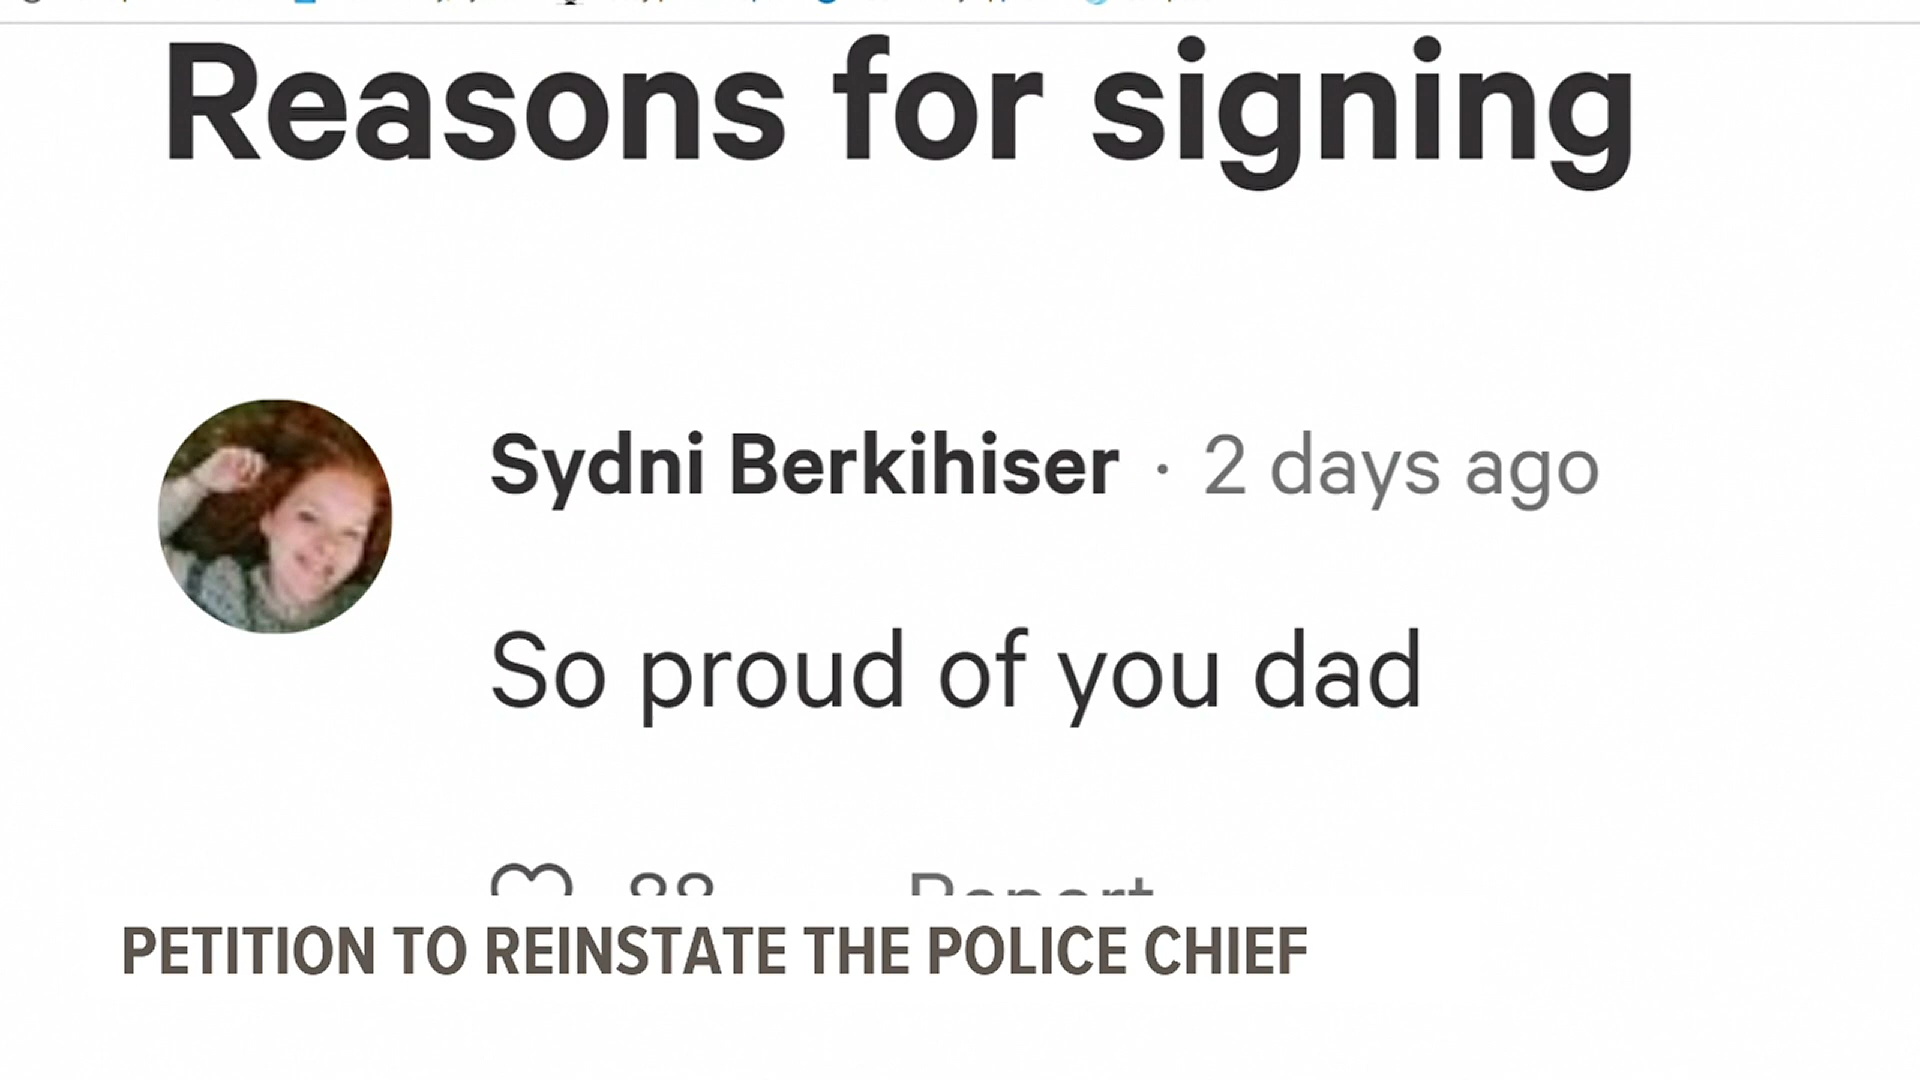 Reasons for signing
Sydni Berkihiser · 2 days ago
So proud of you dad
Report
PETITION TO REINSTATE THE POLICE CHIEF